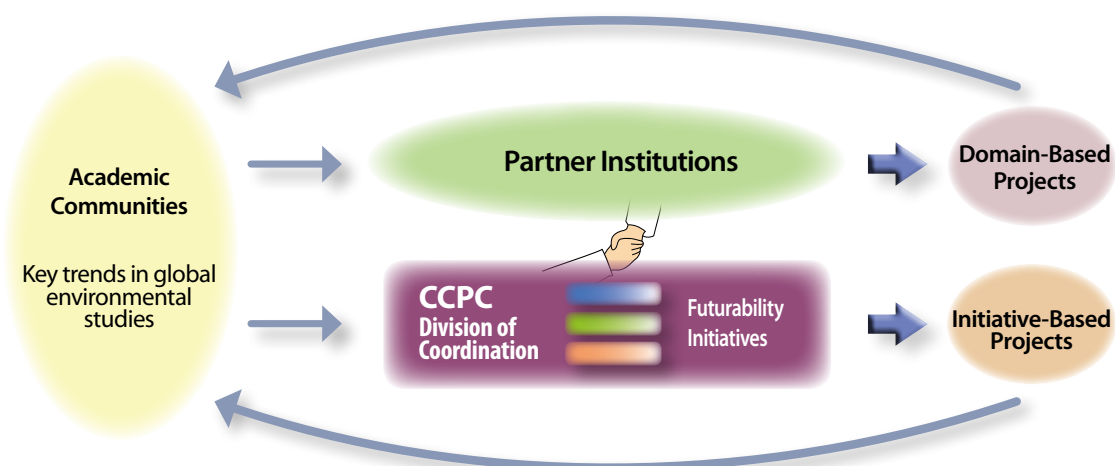 Academic
Communities
Key trends in global
environmental
studies
Partner Institutions
CCPC
Division of
Coordination
Futurability
Initiatives
Domain-Based
Projects
Initiative-Based
Projects